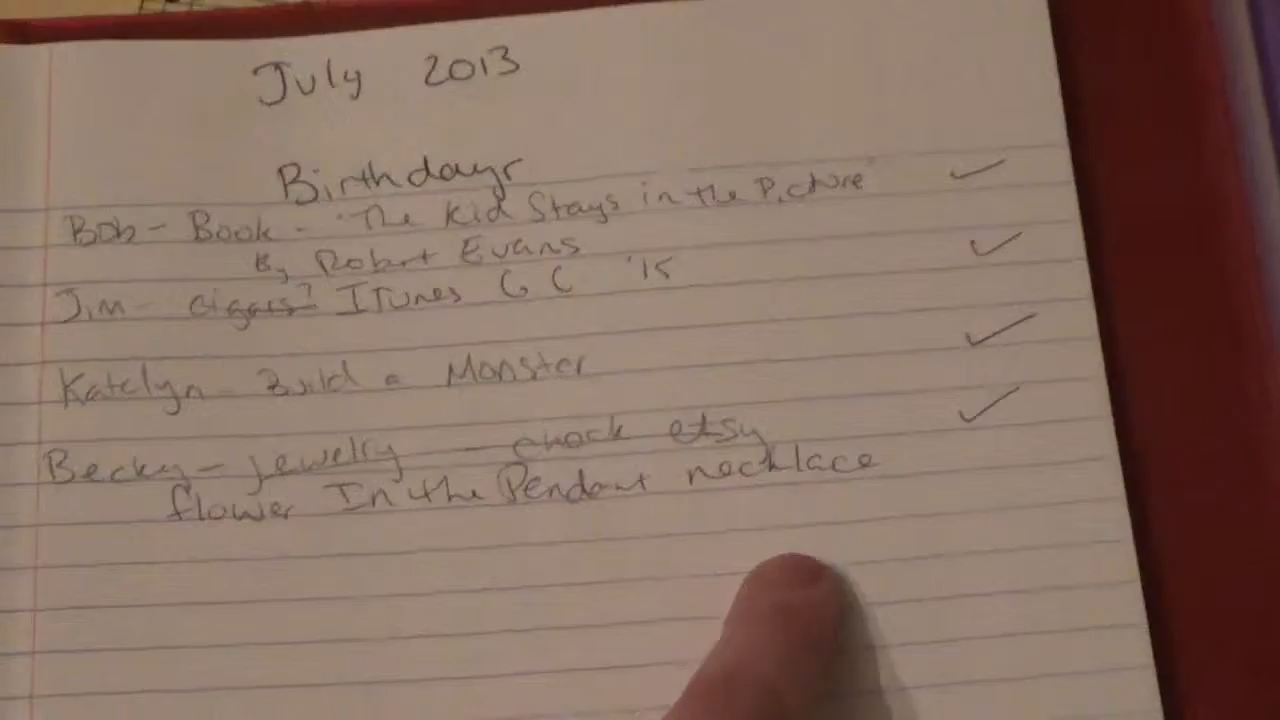 July 2013
Birthdays
Bob - Book - "The Kid Stays in the Picture"
By Robert Evans
Jim - Cigars? ITunes G C '15
Katelyn - Build a Monster
Becky - jewelry - check etsy
flower In the Pendant necklace